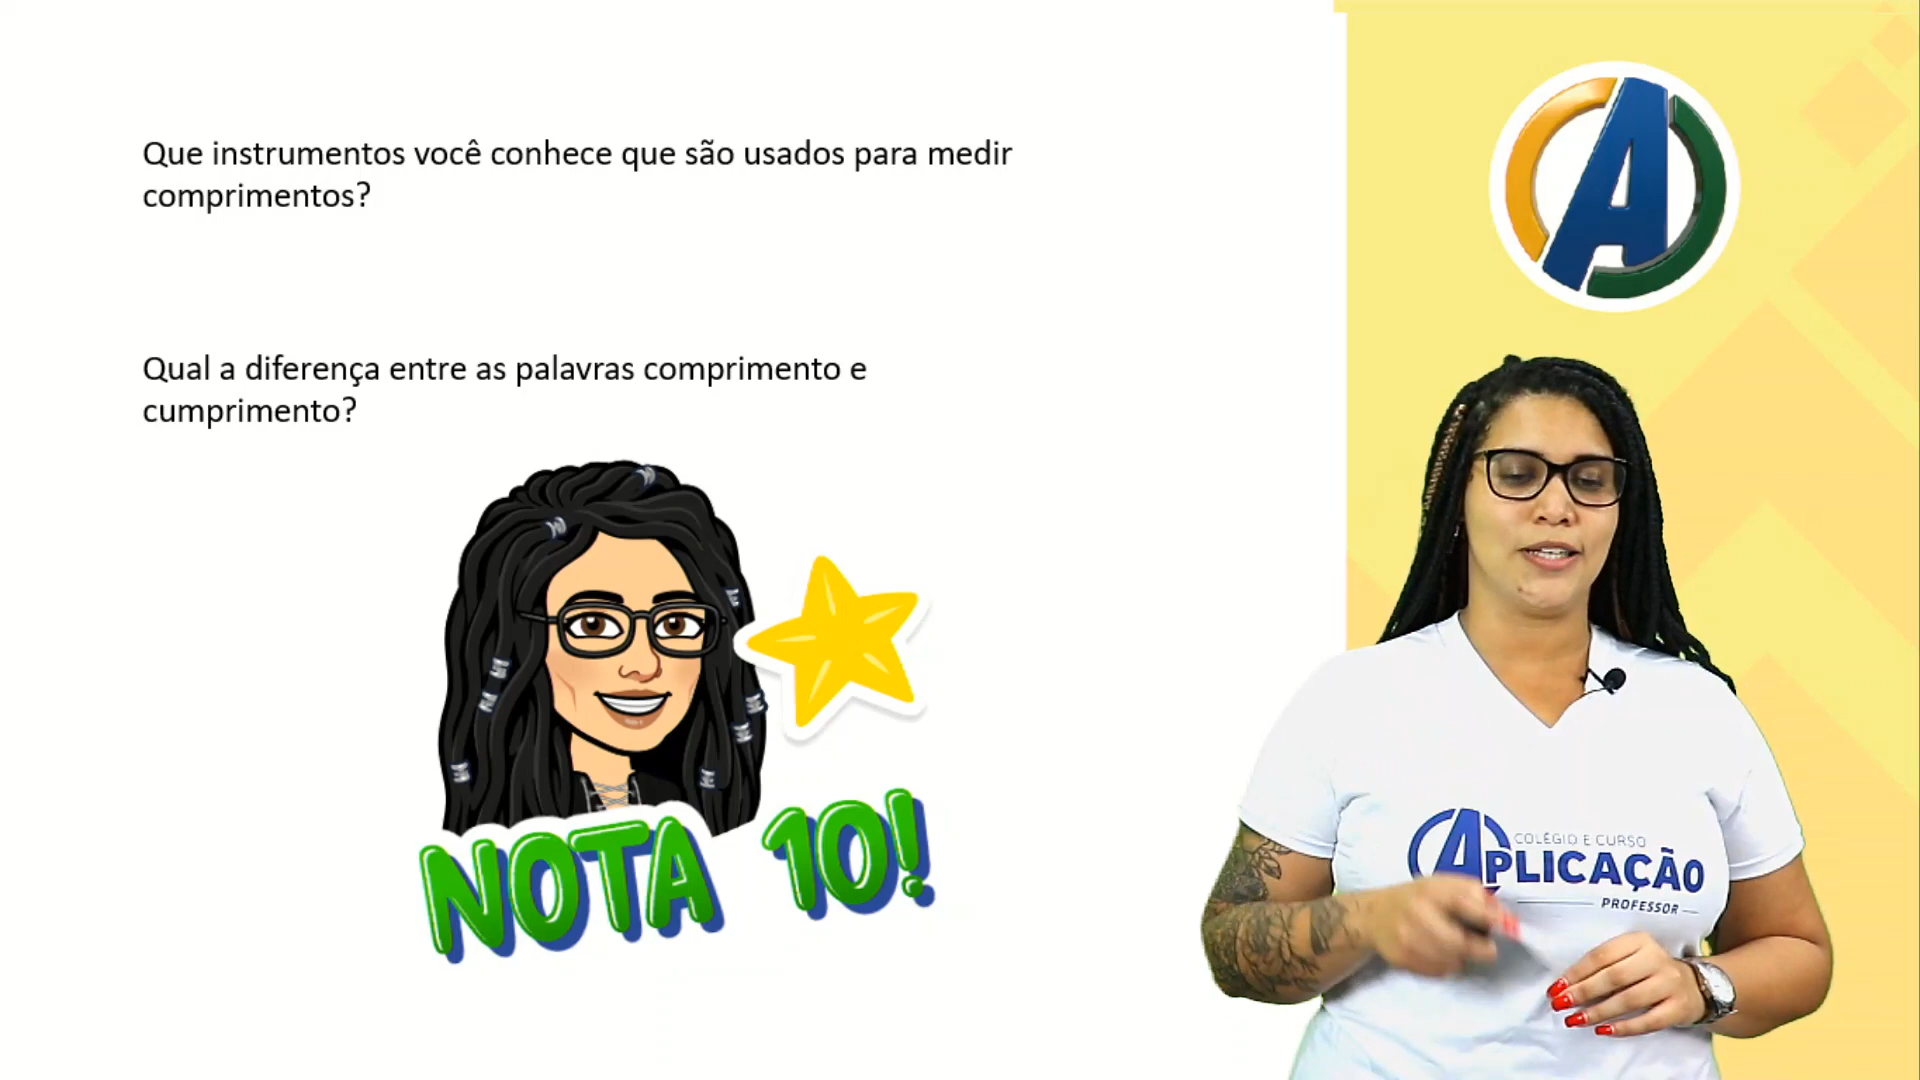 Que instrumentos você conhece que são usados para medir
comprimentos?
Qual a diferença entre as palavras comprimento e
cumprimento?
NOTA 10!
COLÉGIO E CURSO
APLICAÇÃO
PROFESSOR